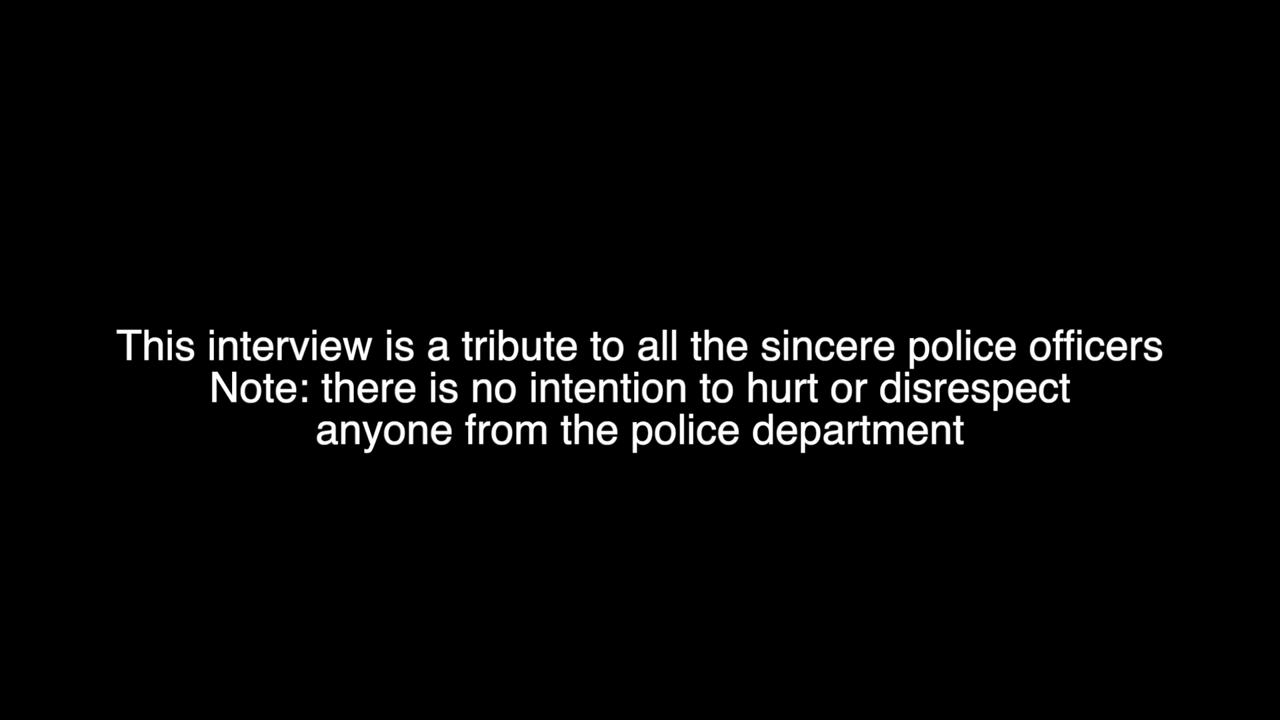 This interview is a tribute to all the sincere police officers
Note: there is no intention to hurt or disrespect
anyone from the police department